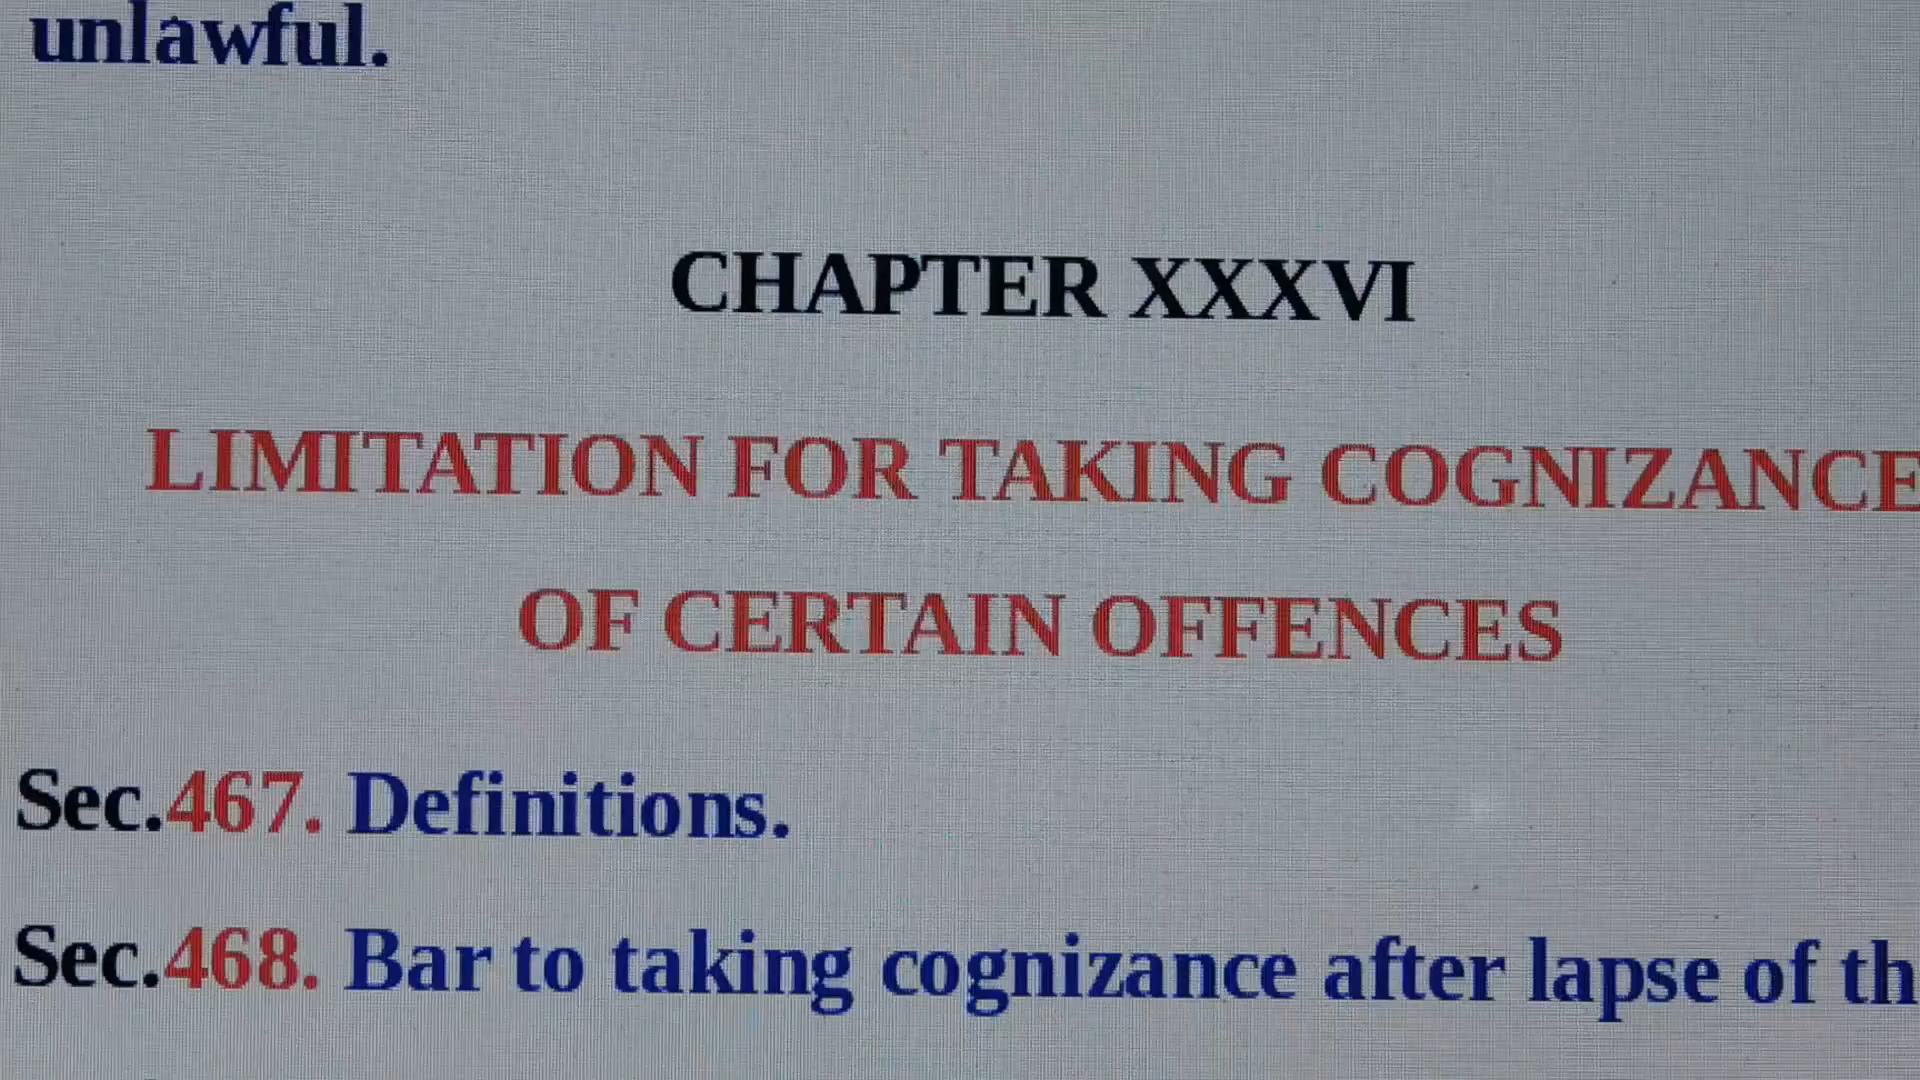 unlawful.
CHAPTER XXXVI
LIMITATION FOR TAKING COGNIZANCE
OF CERTAIN OFFENCES
Sec.467. Definitions.
Sec.468. Bar to taking cognizance after lapse of th